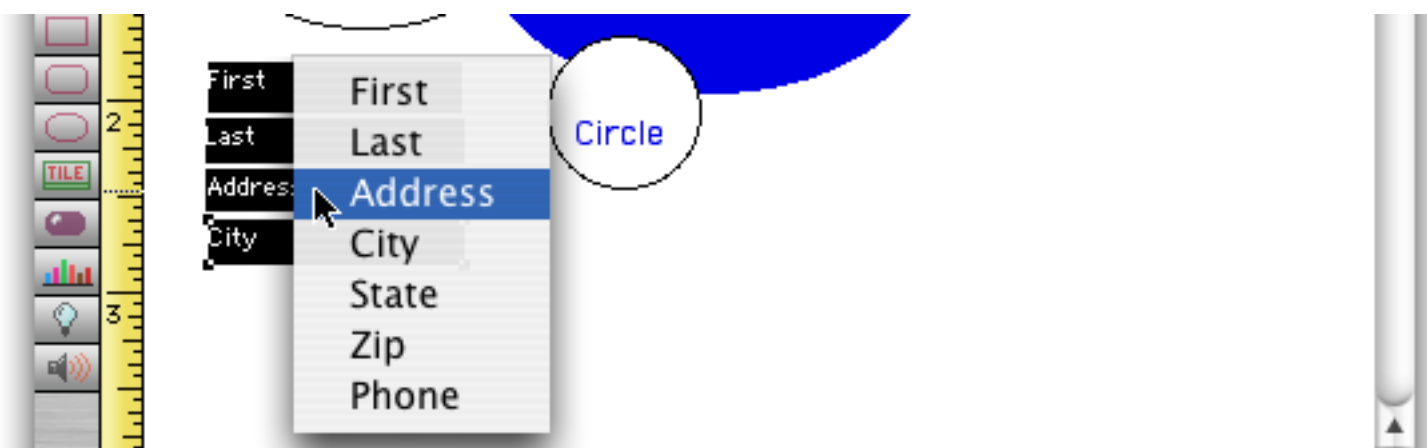 First
Last
Address
City
First
Last
Address
City
State
Zip
Phone
Circle
TILE
2
3